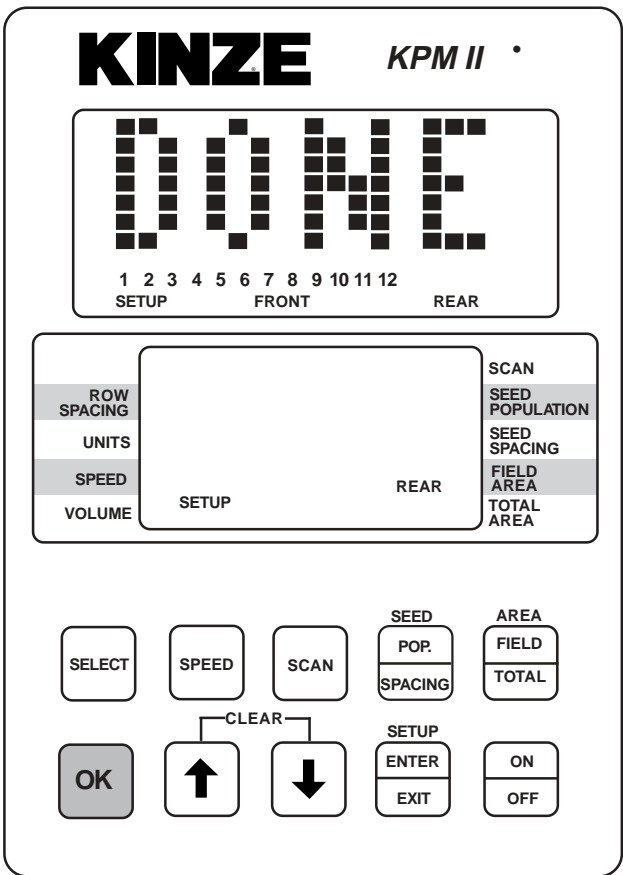 KINZE ® KPM II
DONE
1 2 3 4 5 6 7 8 9 10 11 12
SETUP FRONT REAR
SCAN
ROW
SPACING
SEED
POPULATION
UNITS
SEED
SPACING
SPEED
FIELD
AREA
VOLUME
TOTAL
AREA
SETUP REAR
SEED AREA
SELECT SPEED SCAN
POP.
SPACING
FIELD
TOTAL
CLEAR
SETUP
OK
ENTER
EXIT
ON
OFF